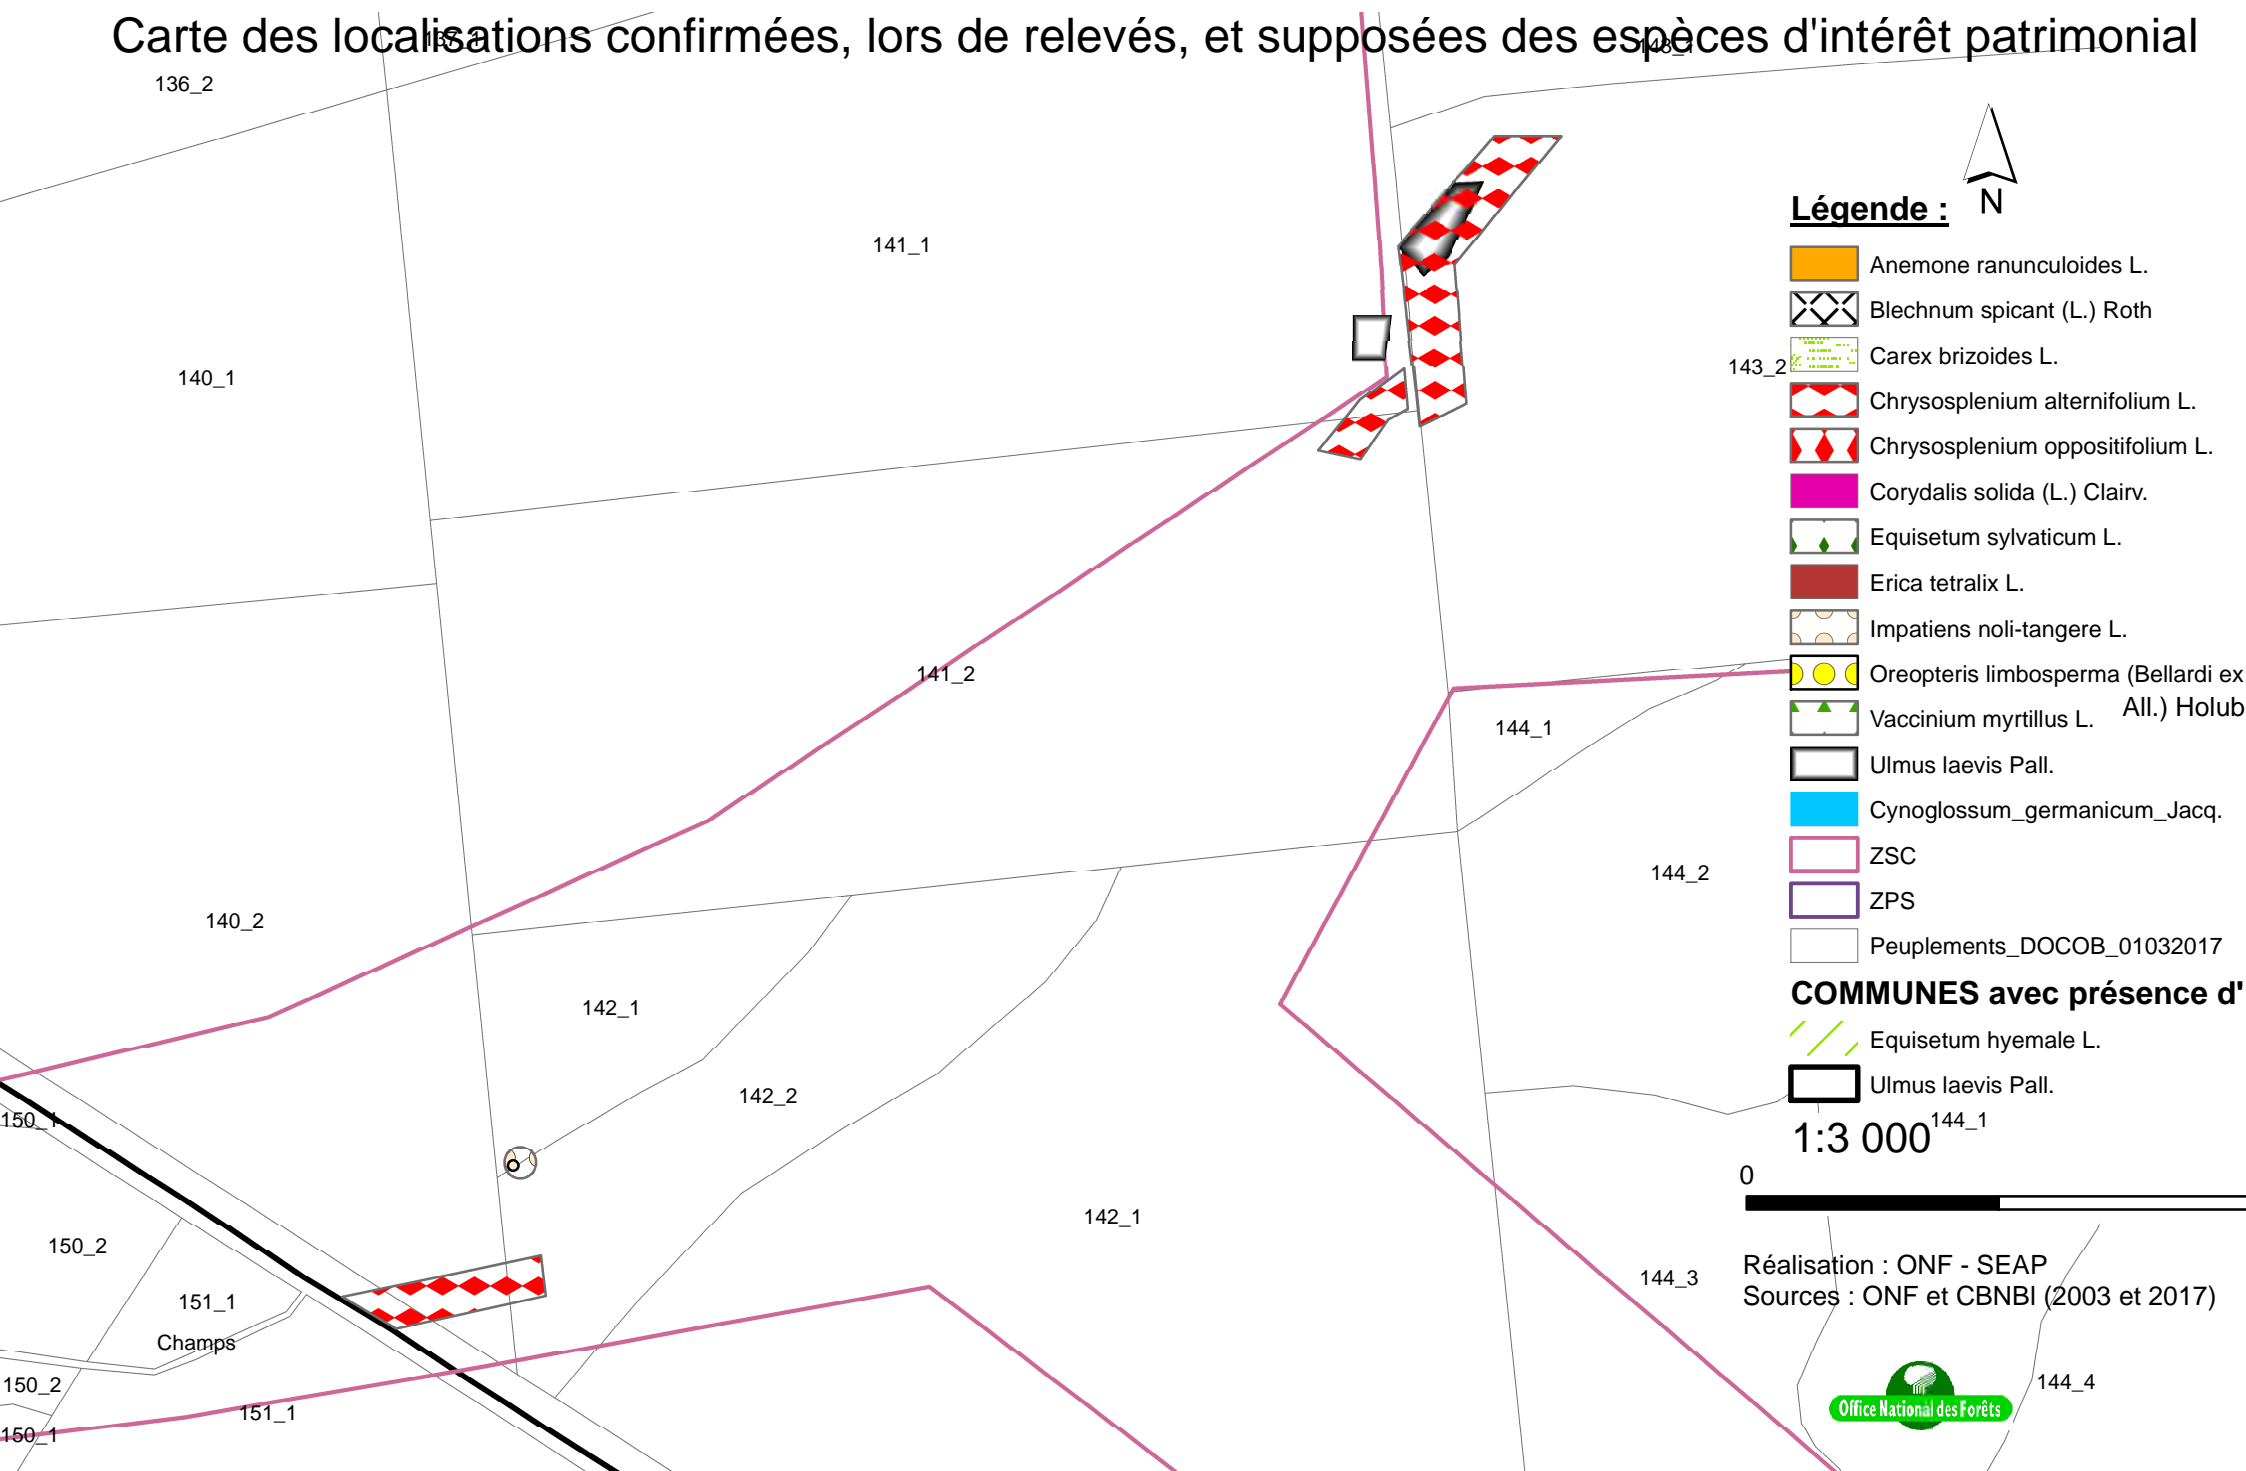 Carte des localisations confirmées, lors de relevés, et supposées des espèces d'intérêt patrimonial
137_1
143_1
136_2
141_1
140_1
143_2
141_2
144_1
144_2
140_2
142_1
142_2
150_1
144_1
142_1
150_2
151_1
144_3
Champs
150_2
144_4
151_1
150_1
N
Légende :
Anemone ranunculoides L.
Blechnum spicant (L.) Roth
Carex brizoides L.
Chrysosplenium alternifolium L.
Chrysosplenium oppositifolium L.
Corydalis solida (L.) Clairv.
Equisetum sylvaticum L.
Erica tetralix L.
Impatiens noli-tangere L.
Oreopteris limbosperma (Bellardi ex
All.) Holub
Vaccinium myrtillus L.
Ulmus laevis Pall.
Cynoglossum_germanicum_Jacq.
ZSC
ZPS
Peuplements_DOCOB_01032017
COMMUNES avec présence d'
Equisetum hyemale L.
Ulmus laevis Pall.
1:3 000
0
Réalisation : ONF - SEAP
Sources : ONF et CBNBl (2003 et 2017)
Office National des Forêts